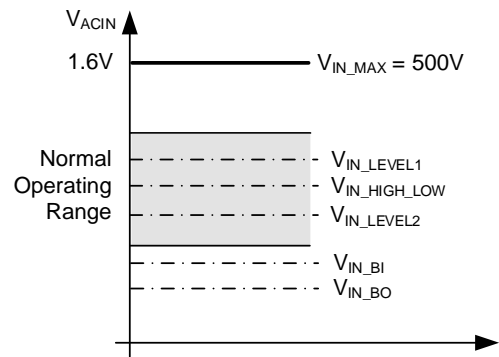 VACIN
1.6V
VIN_MAX = 500V
Normal
Operating
Range
VIN_LEVEL1
VIN_HIGH_LOW
VIN_LEVEL2
VIN_BI
VIN_BO